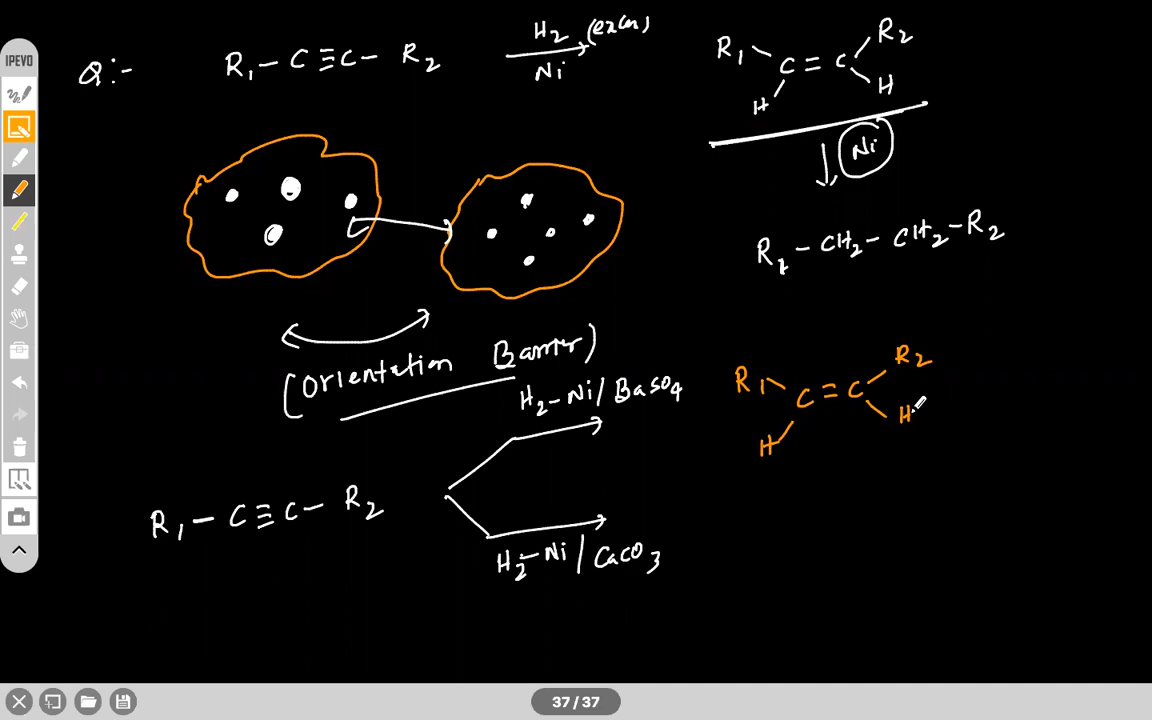 IPEVO
Q:- R1 - C ≡ C - R2 H2 (excess) Ni R1 C = C R2 H H
Ni
R1 - CH2 - CH2 - R2
(Orientation Barrier)
R1 C = C R2 H H
H2-Ni/BaSO4
R1 - C ≡ C - R2
H2-Ni/CaCO3
37/37